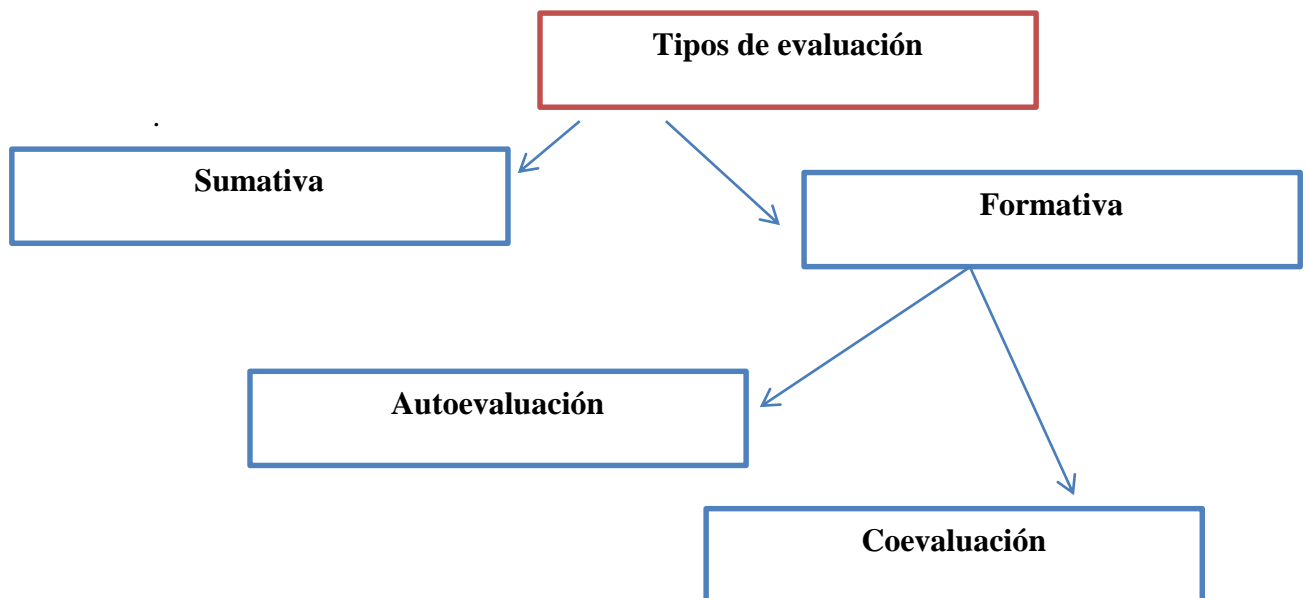 Tipos de evaluación
.
Sumativa
Formativa
Autoevaluación
Coevaluación